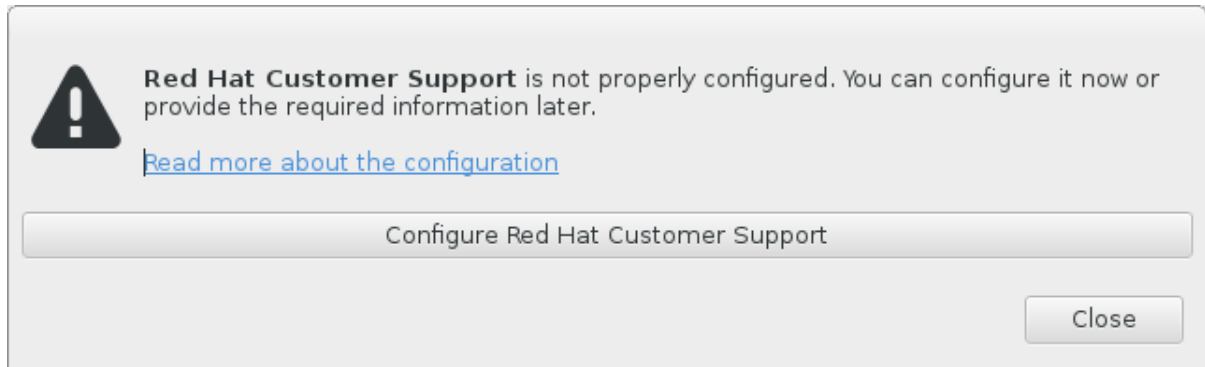 Red Hat Customer Support is not properly configured. You can configure it now or
provide the required information later.
Read more about the configuration
Configure Red Hat Customer Support
Close